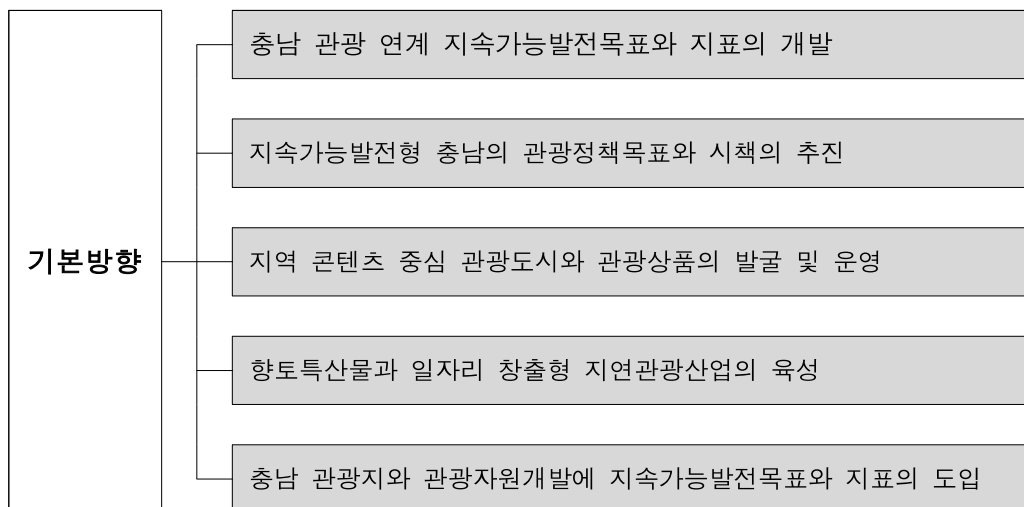 기본방향
충남 관광 연계 지속가능발전목표와 지표의 개발
지속가능발전형 충남의 관광정책목표와 시책의 추진
지역 콘텐츠 중심 관광도시와 관광상품의 발굴 및 운영
향토특산물과 일자리 창출형 지연관광산업의 육성
충남 관광지와 관광자원개발에 지속가능발전목표와 지표의 도입